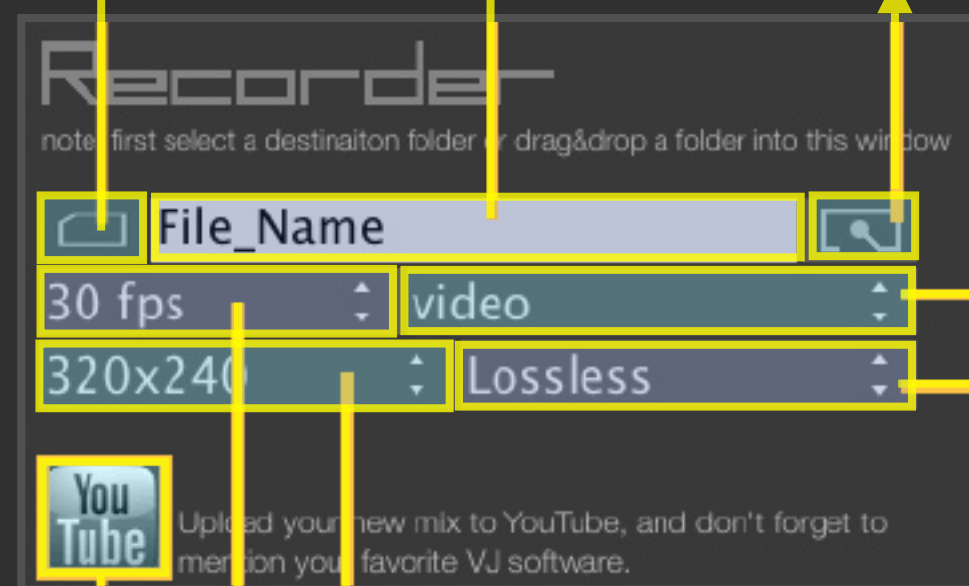 Recorder
note: first select a destinaiton folder or drag&drop a folder into this window
File_Name
30 fps video
320x240 Lossless
You
Tube
Upload your new mix to YouTube, and don't forget to
mention your favorite VJ software.